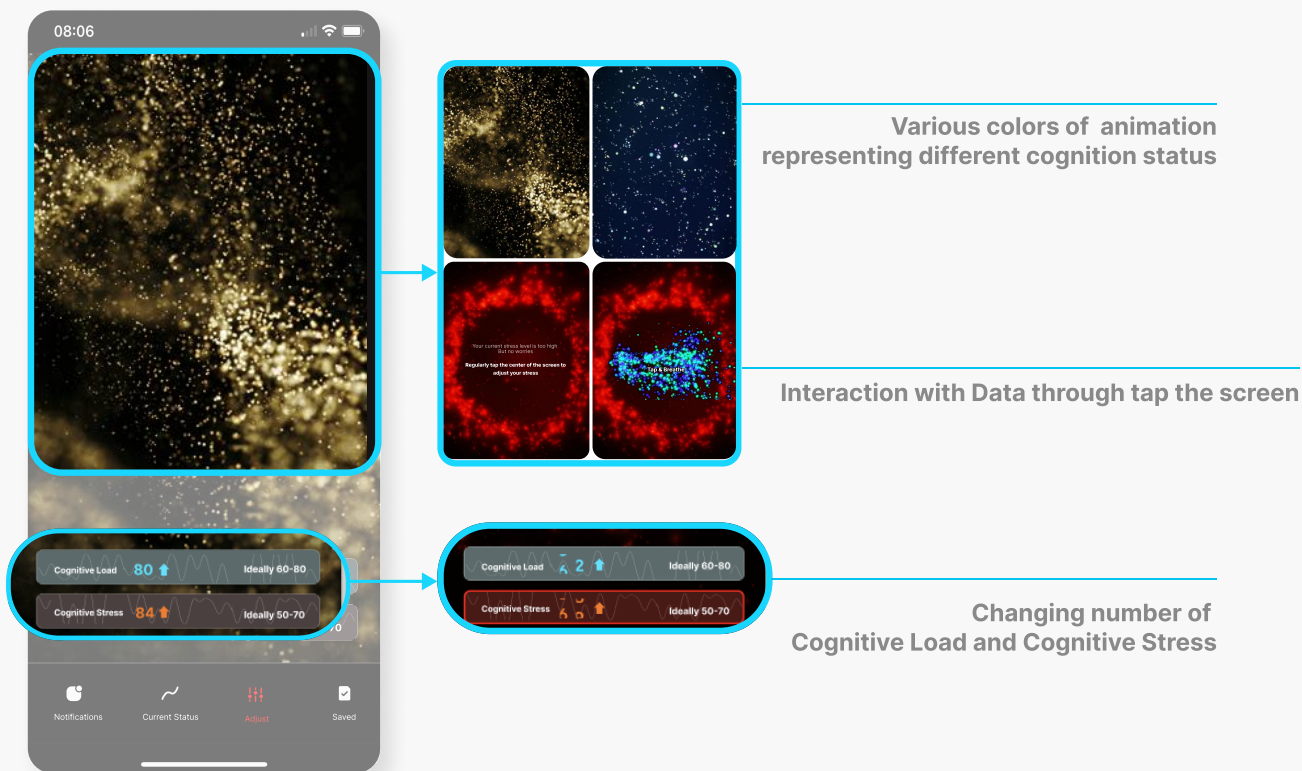 08:06
Various colors of animation
representing different cognition status
Your current stress level is too high
But no worries
Regularly tap the center of the screen to
adjust your stress
Tap & Breathe
Interaction with Data through tap the screen
Cognitive Load 80 Ideally 60-80
Cognitive Stress 84 Ideally 50-70
Cognitive Load 2 Ideally 60-80
Cognitive Stress Ideally 50-70
Changing number of
Cognitive Load and Cognitive Stress
Notifications
Current Status
Adjust
Saved